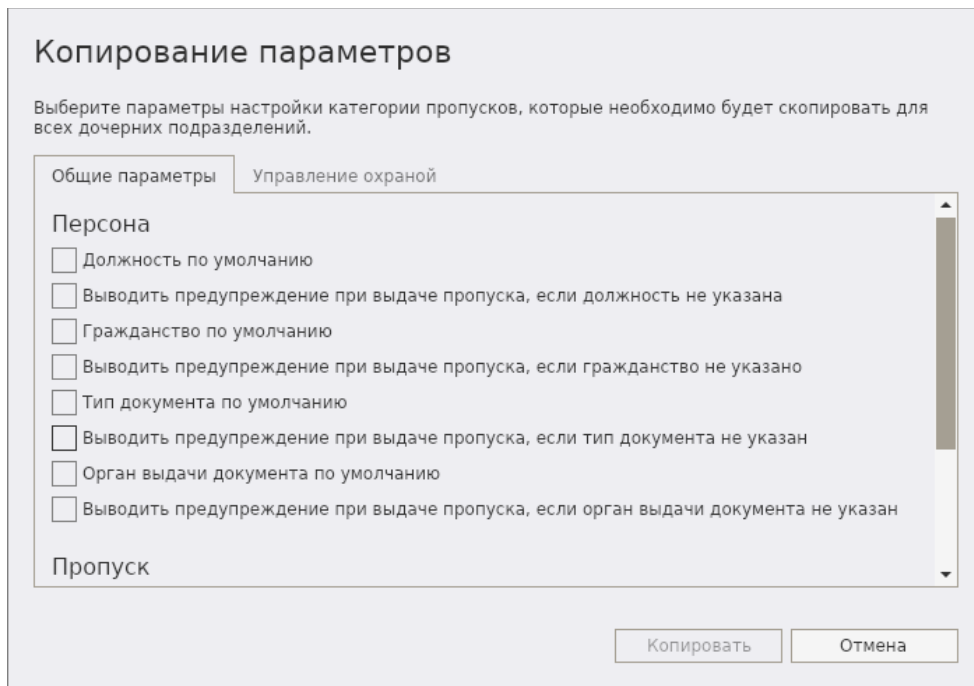 Копирование параметров
Выберите параметры настройки категории пропусков, которые необходимо будет скопировать для
всех дочерних подразделений.
Общие параметры
Управление охраной
Персона
Должность по умолчанию
Выводить предупреждение при выдаче пропуска, если должность не указана
Гражданство по умолчанию
Выводить предупреждение при выдаче пропуска, если гражданство не указано
Тип документа по умолчанию
Выводить предупреждение при выдаче пропуска, если тип документа не указан
Орган выдачи документа по умолчанию
Выводить предупреждение при выдаче пропуска, если орган выдачи документа не указан
Пропуск
Копировать
Отмена